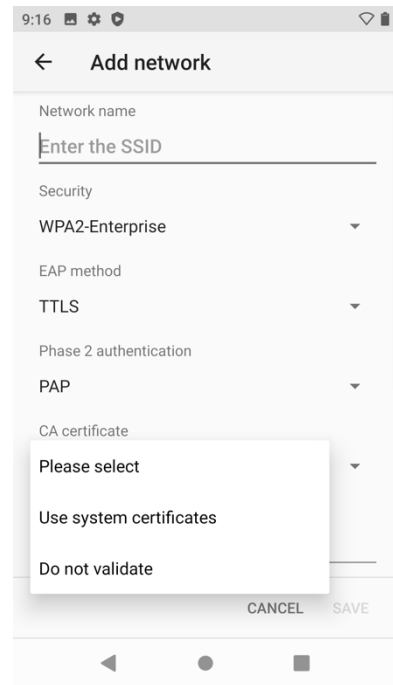 9:16
Add network
Network name
Enter the SSID
Security
WPA2-Enterprise
EAP method
TTLS
Phase 2 authentication
PAP
CA certificate
Please select
Use system certificates
Do not validate
CANCEL SAVE